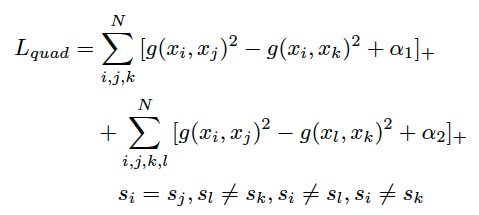 L_{quad} = \sum_{i,j,k}^{N} [g(x_i, x_j)^2 - g(x_i, x_k)^2 + \alpha_1]_+
+ \sum_{i,j,k,l}^{N} [g(x_i, x_j)^2 - g(x_l, x_k)^2 + \alpha_2]_+
s_i = s_j, s_l \neq s_k, s_i \neq s_l, s_i \neq s_k